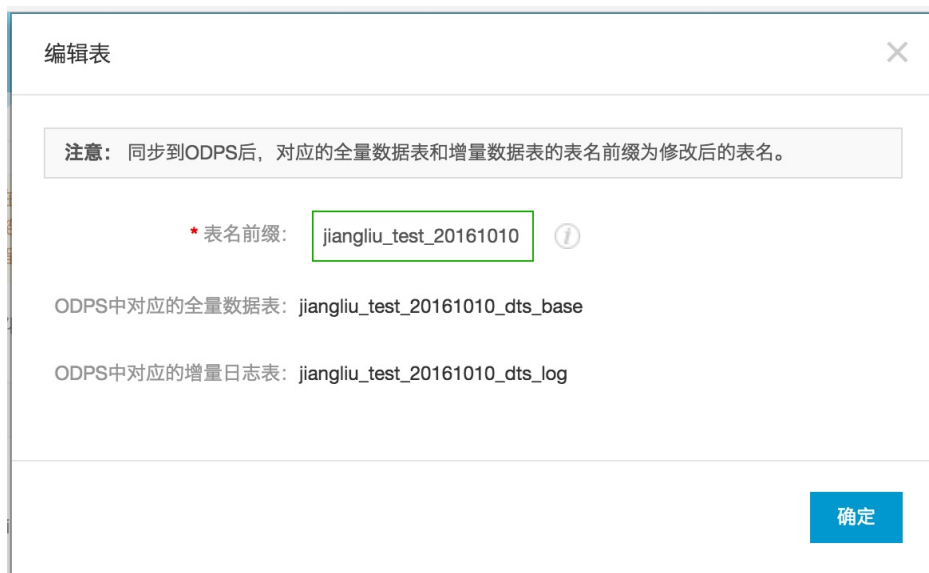 编辑表
注意： 同步到ODPS后，对应的全量数据表和增量数据表的表名前缀为修改后的表名。
* 表名前缀： jiangliu_test_20161010
ODPS中对应的全量数据表： jiangliu_test_20161010_dts_base
ODPS中对应的增量日志表： jiangliu_test_20161010_dts_log
确定